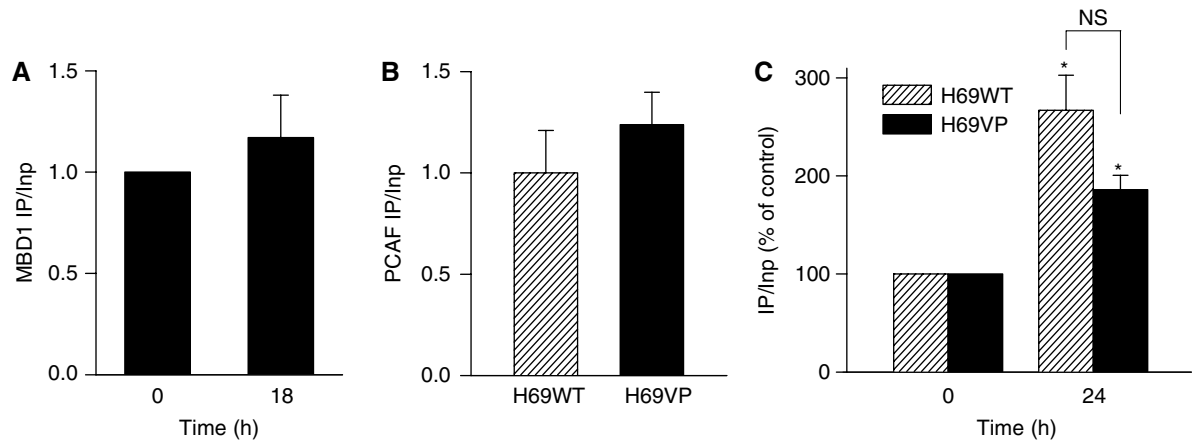 A
MBD1 IP/Inp
1.5
1.0
0.5
0.0
0
18
Time (h)
B
PCAF IP/Inp
1.5
1.0
0.5
0.0
H69WT
H69VP
C
IP/Inp (% of control)
300
200
100
0
H69WT
H69VP
NS
*
*
0
24
Time (h)